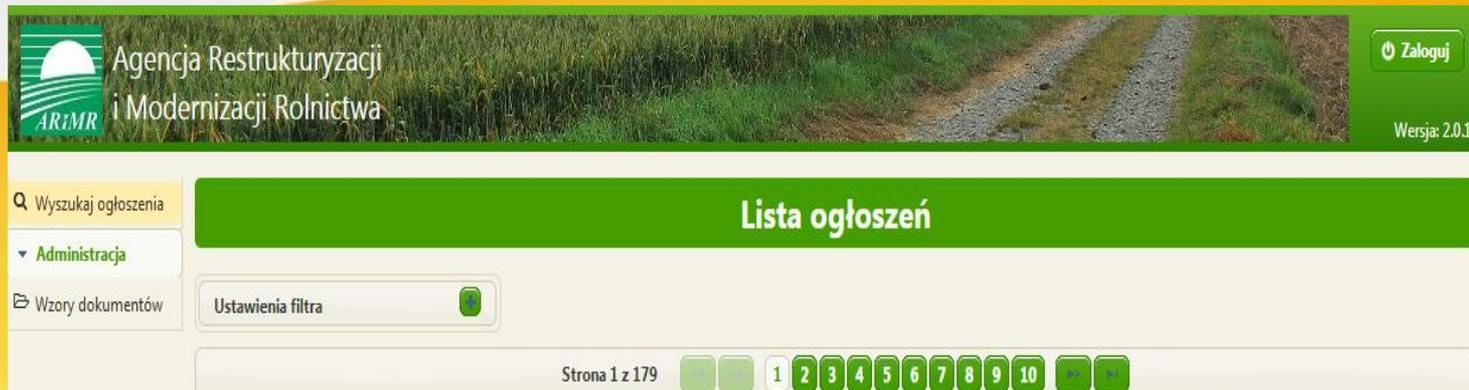 Agencja Restrukturyzacji
i Modernizacji Rolnictwa
ARiMR
Zaloguj
Wersja: 2.0.1
Wyszukaj ogłoszenia
Administracja
Wzory dokumentów
Lista ogłoszeń
Ustawienia filtra
Strona 1 z 179 1 2 3 4 5 6 7 8 9 10